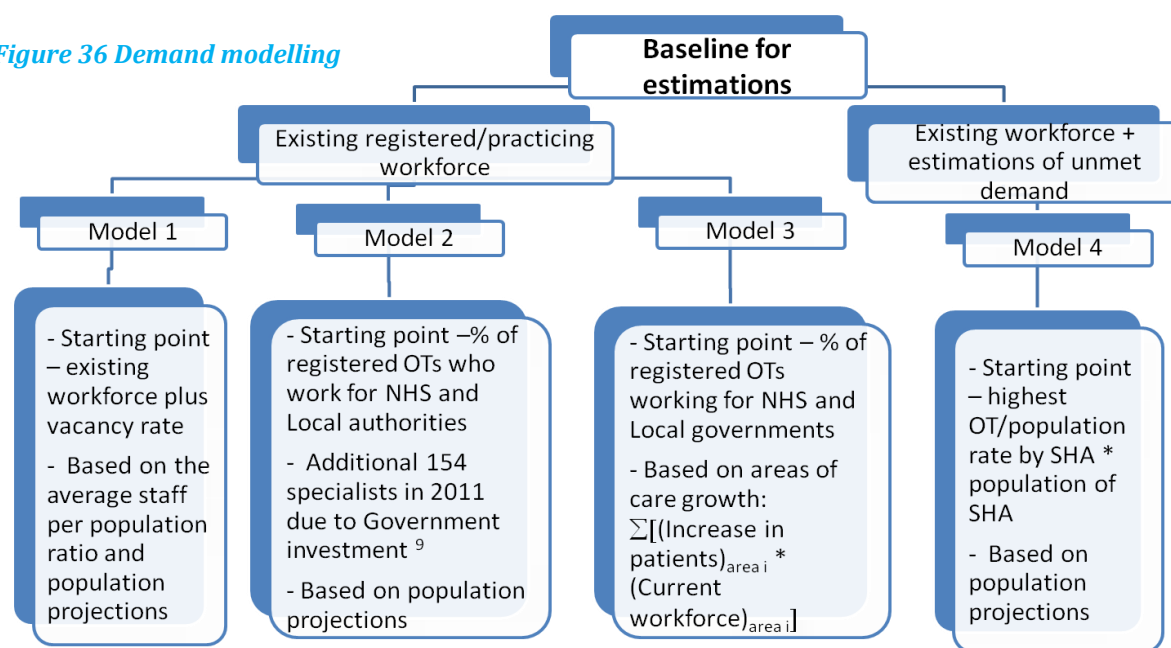 Figure 36 Demand modelling
Baseline for
estimations
Existing registered/practicing
workforce
Existing workforce +
estimations of unmet
demand
Model 1
Model 2
Model 3
Model 4
- Starting point
– existing
workforce plus
vacancy rate
- Based on the
average staff
per population
ratio and
population
projections
- Starting point –% of
registered OTs who
work for NHS and
Local authorities
- Additional 154
specialists in 2011
due to Government
investment ⁹
- Based on population
projections
- Starting point – % of
registered OTs
working for NHS and
Local governments
- Based on areas of
care growth:
∑[(Increase in
patients)area i *
(Current
workforce)area i]
- Starting point
– highest
OT/population
rate by SHA *
population of
SHA
- Based on
population
projections